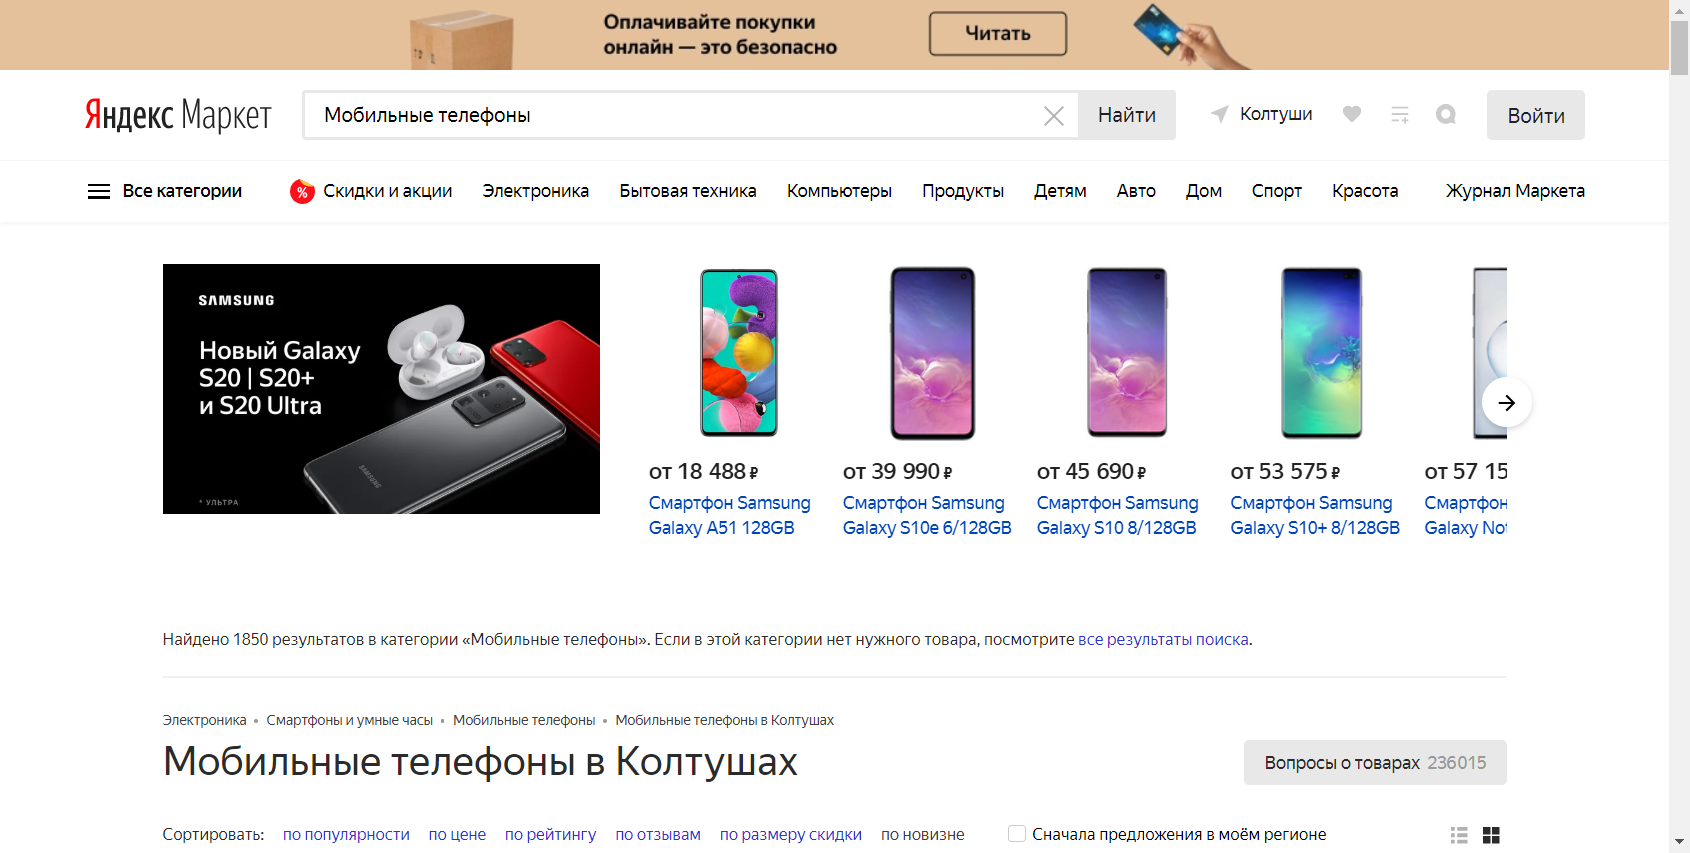 Оплачивайте покупки
онлайн — это безопасно
Читать
Яндекс Маркет
Мобильные телефоны
Найти
Колтуши
Войти
Все категории
% Скидки и акции
Электроника
Бытовая техника
Компьютеры
Продукты
Детям
Авто
Дом
Спорт
Красота
Журнал Маркета
SAMSUNG
Новый Galaxy
S20 | S20+
и S20 Ultra
SAMSUNG
* УЛЬТРА
от 18 488 ₽
Смартфон Samsung
Galaxy A51 128GB
от 39 990 ₽
Смартфон Samsung
Galaxy S10e 6/128GB
от 45 690 ₽
Смартфон Samsung
Galaxy S10 8/128GB
от 53 575 ₽
Смартфон Samsung
Galaxy S10+ 8/128GB
от 57 15
Смартфон
Galaxy Not
Найдено 1850 результатов в категории «Мобильные телефоны». Если в этой категории нет нужного товара, посмотрите все результаты поиска.
Электроника • Смартфоны и умные часы • Мобильные телефоны • Мобильные телефоны в Колтушах
Мобильные телефоны в Колтушах
Вопросы о товарах 236015
Сортировать: по популярности по цене по рейтингу по отзывам по размеру скидки по новизне
Сначала предложения в моём регионе